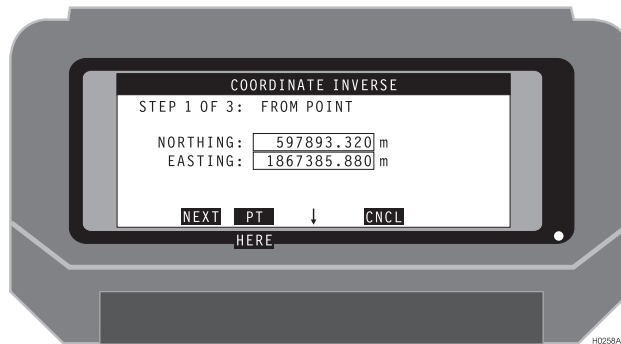 COORDINATE INVERSE
STEP 1 OF 3: FROM POINT
NORTHING: 597893.320 m
EASTING: 1867385.880 m
NEXT PT ↓ CNCL
HERE
H0258A